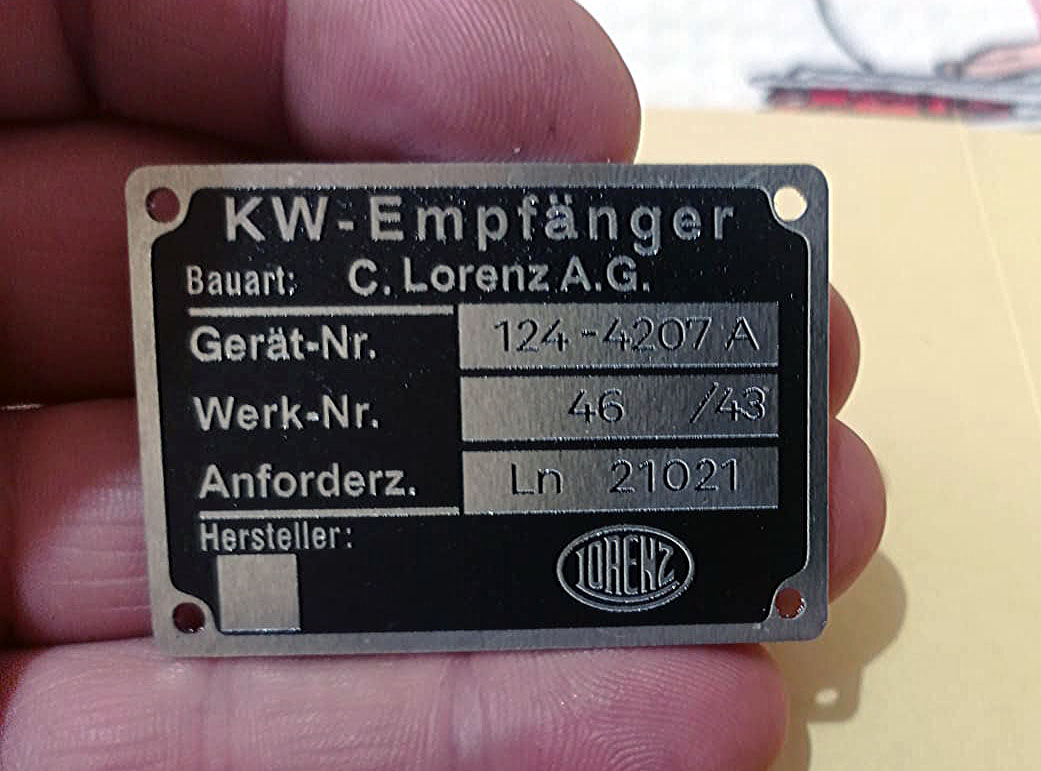 KW-Empfänger
Bauart: C. Lorenz A.G.
Gerät-Nr. 124-4207 A
Werk-Nr. 46 /43
Anforderz. Ln 21021
Hersteller:
LORENZ